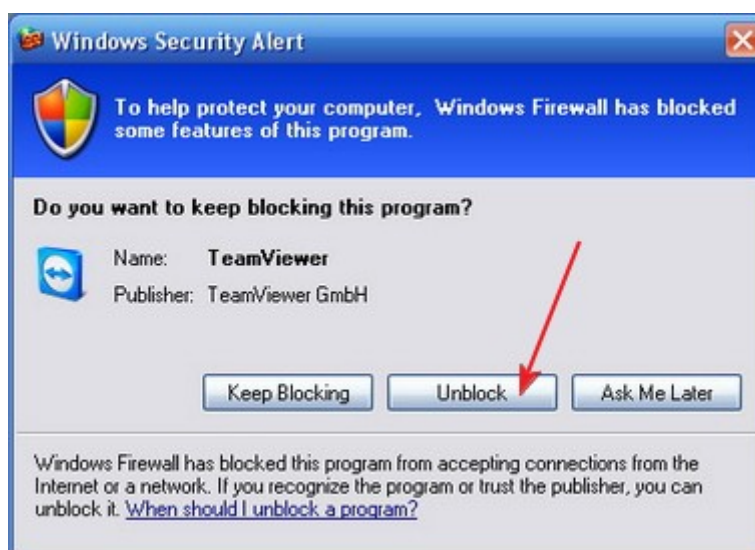 Windows Security Alert
To help protect your computer, Windows Firewall has blocked
some features of this program.
Do you want to keep blocking this program?
Name: TeamViewer
Publisher: TeamViewer GmbH
Keep Blocking Unblock Ask Me Later
Windows Firewall has blocked this program from accepting connections from the
Internet or a network. If you recognize the program or trust the publisher, you can
unblock it. When should I unblock a program?